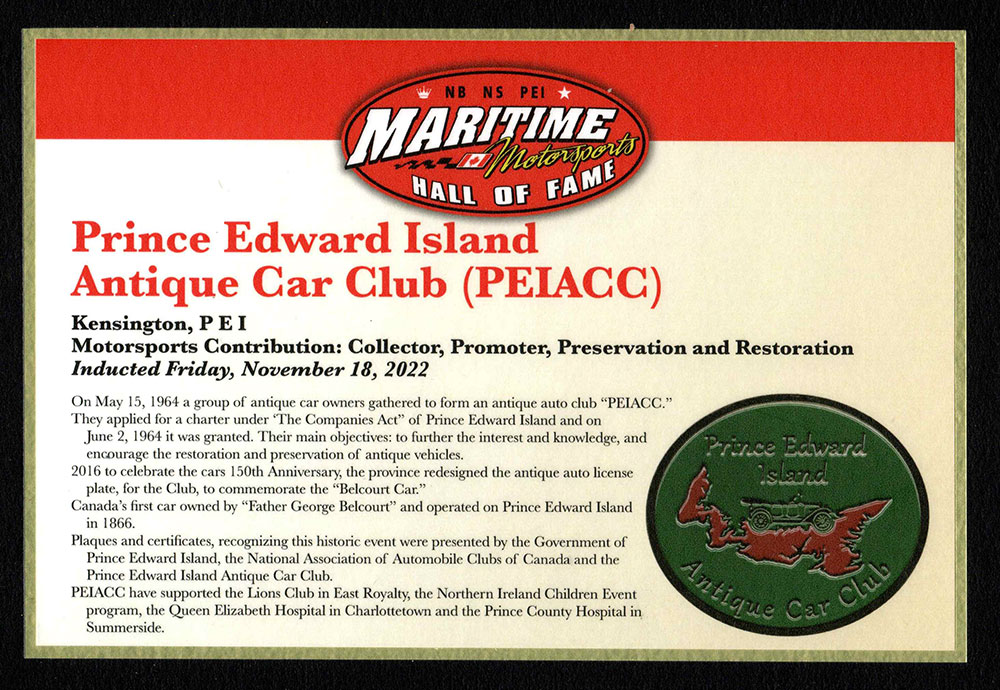 NB NS PEI
MARITIME
Motorsports
HALL OF FAME
Prince Edward Island
Antique Car Club (PEIACC)
Kensington, P E I
Motorsports Contribution: Collector, Promoter, Preservation and Restoration
Inducted Friday, November 18, 2022
On May 15, 1964 a group of antique car owners gathered to form an antique auto club “PEIACC.”
They applied for a charter under ‘The Companies Act” of Prince Edward Island and on
June 2, 1964 it was granted. Their main objectives: to further the interest and knowledge, and
encourage the restoration and preservation of antique vehicles.
2016 to celebrate the cars 150th Anniversary, the province redesigned the antique auto license
plate, for the Club, to commemorate the “Belcourt Car.”
Canada’s first car owned by “Father George Belcourt” and operated on Prince Edward Island
in 1866.
Plaques and certificates, recognizing this historic event were presented by the Government of
Prince Edward Island, the National Association of Automobile Clubs of Canada and the
Prince Edward Island Antique Car Club.
PEIACC have supported the Lions Club in East Royalty, the Northern Ireland Children Event
program, the Queen Elizabeth Hospital in Charlottetown and the Prince County Hospital in
Summerside.
Prince Edward
Island
Antique Car Club